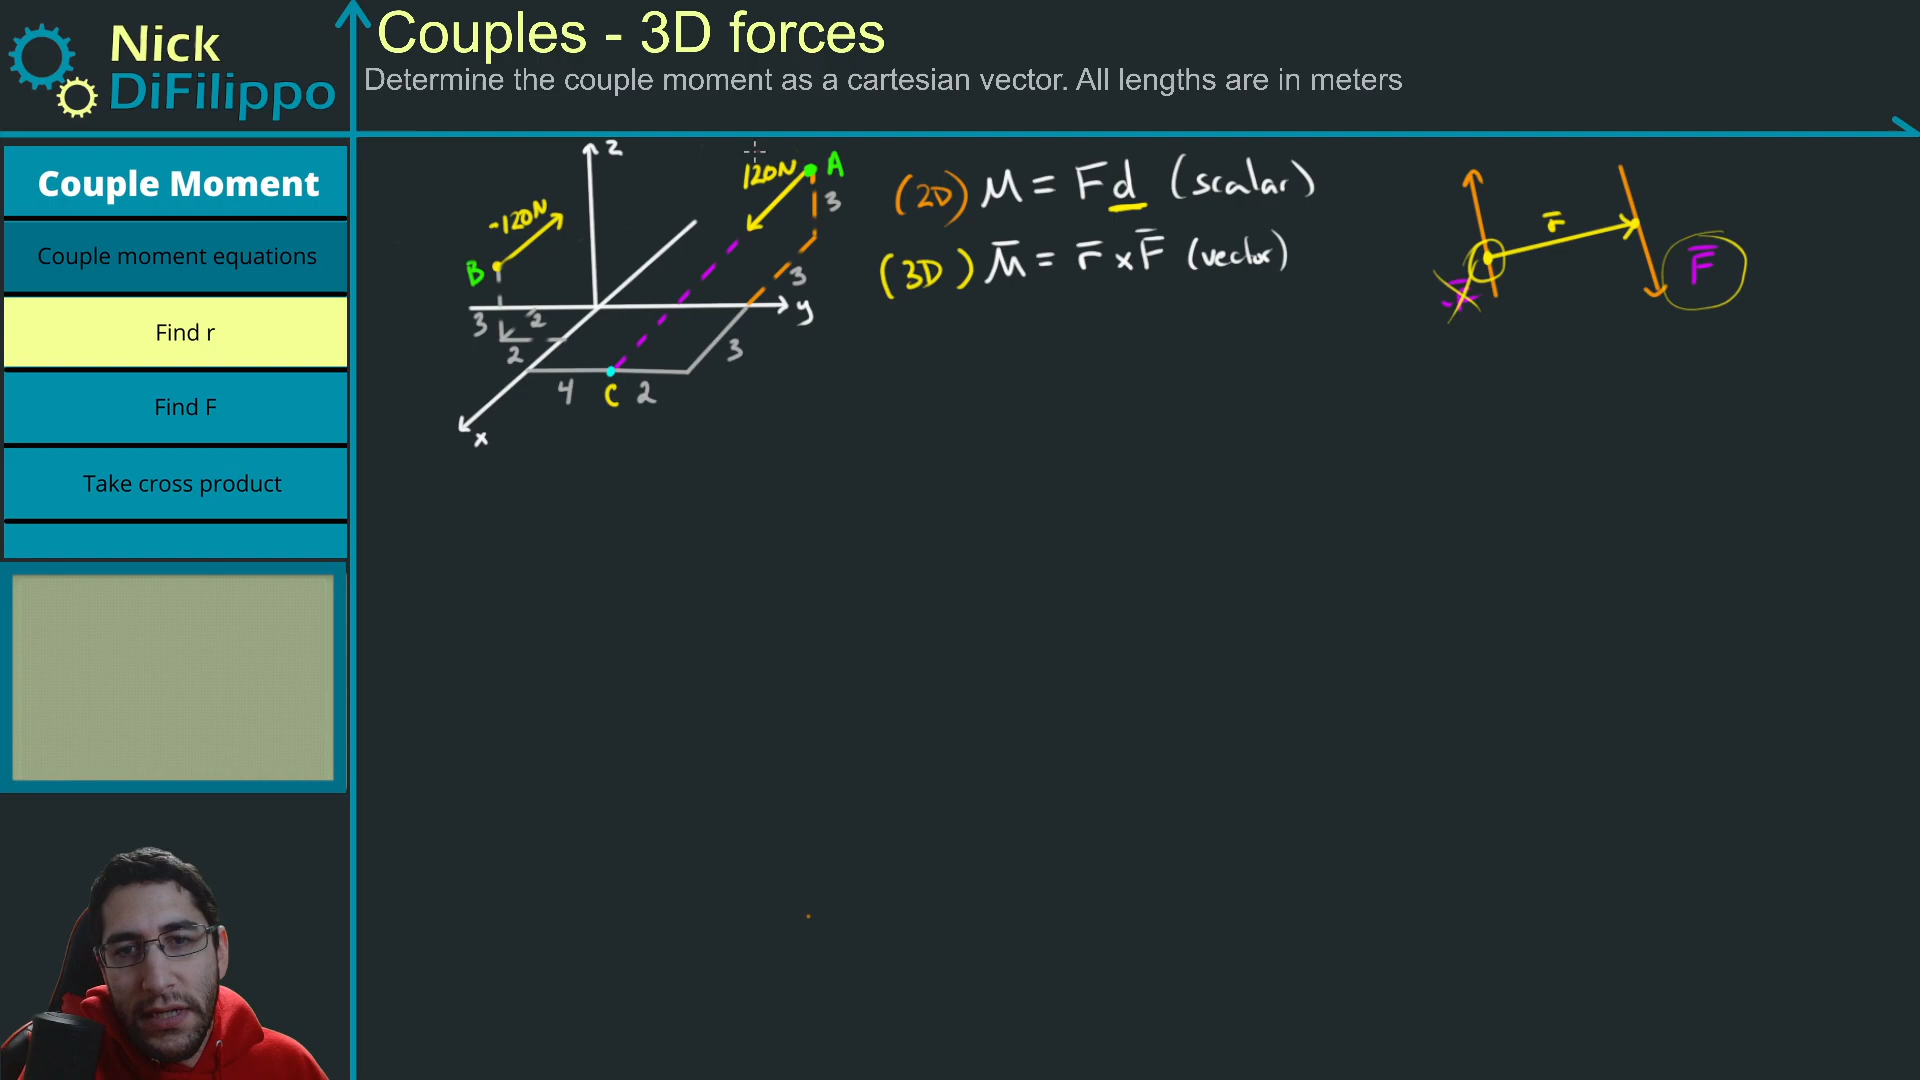 Nick
DiFilippo
Couples - 3D forces
Determine the couple moment as a cartesian vector. All lengths are in meters
Couple Moment
Couple moment equations
Find r
Find F
Take cross product
z
120N
A
3
-120N
B
3
y
3
2
2
3
4
C
2
x
(2D) M = Fd (scalar)
(3D) M̄ = r̄ x F̄ (vector)
r̄
F̄